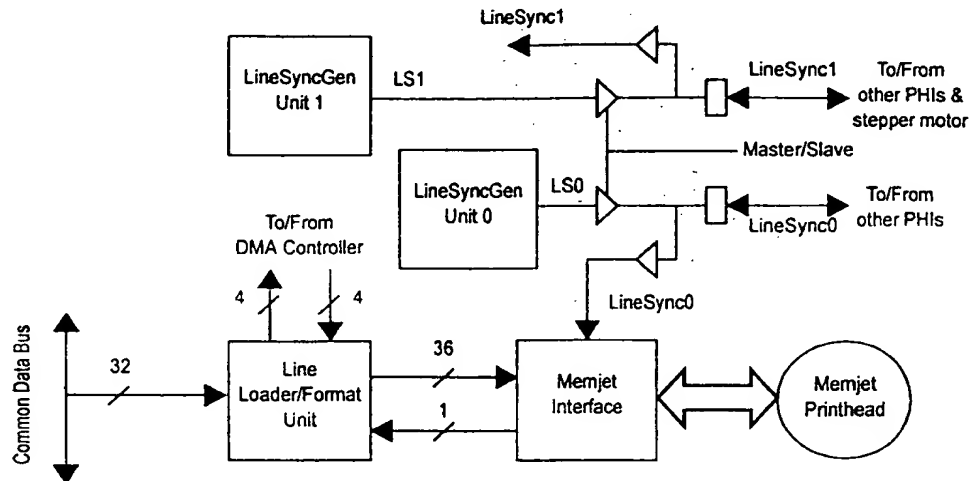 LineSync1
LineSyncGen
Unit 1
LS1
LineSync1
To/From
other PHIs &
stepper motor
Master/Slave
LineSyncGen
Unit 0
LS0
LineSync0
To/From
other PHIs
To/From
DMA Controller
4
4
LineSync0
Common Data Bus
32
Line
Loader/Format
Unit
36
1
Memjet
Interface
Memjet
Printhead